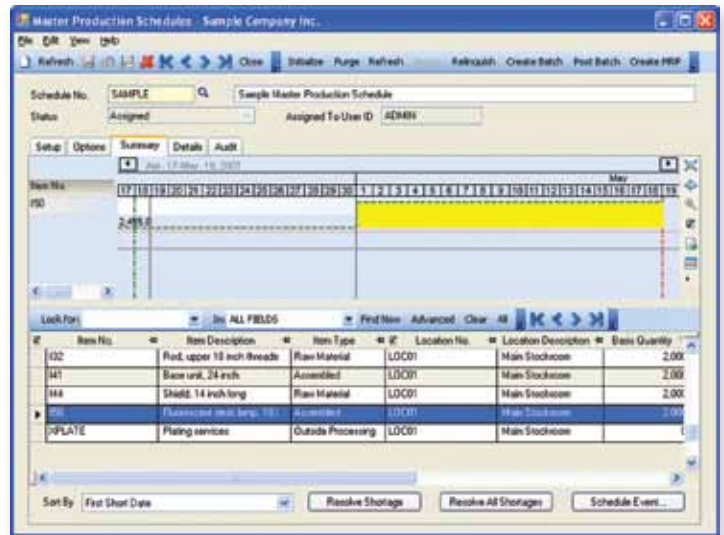 Master Production Schedules - Sample Company Inc.
File Edit View Help
Refresh Close Initialize Purge Refresh Relinquish Create Batch Post Batch Create MRP
Schedule No. SAMPLE Sample Master Production Schedule
Status Assigned Assigned To User ID ADMIN
Setup Options Summary Details Audit
May
Item No. 17 18 19 20 21 22 23 24 25 26 27 28 29 30 1 2 3 4 5 6 7 8 9 10 11 12 13 14 15 16 17 18 19
Look For: In: ALL FIELDS Find Now Advanced Clear All
Item No. Item Description Item Type Location No. Location Description Basis Quantity
Rod, upper 18 inch threads Raw Material LOC01 Main Stockroom 2,000
Base unit, 24 inch Assembled LOC01 Main Stockroom 2,000
Shield, 14 inch long Raw Material LOC01 Main Stockroom 2,000
Fluorescent desk lamp, Assembled LOC01 Main Stockroom 2,000
XPLATE Plating services Outside Processing LOC01 Main Stockroom
Sort By First Short Date Resolve Shortage Resolve All Shortages Schedule Event...